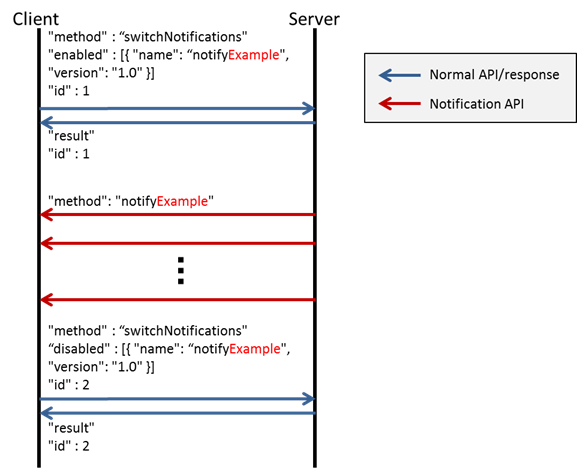 Client
Server
"method" : “switchNotifications"
"enabled" : [{ "name": “notifyExample",
"version": "1.0" }]
"id" : 1
"result"
"id" : 1
"method": "notifyExample"
"method" : “switchNotifications"
“disabled" : [{ "name": “notifyExample",
"version": "1.0" }]
"id" : 2
"result"
"id" : 2
Normal API/response
Notification API